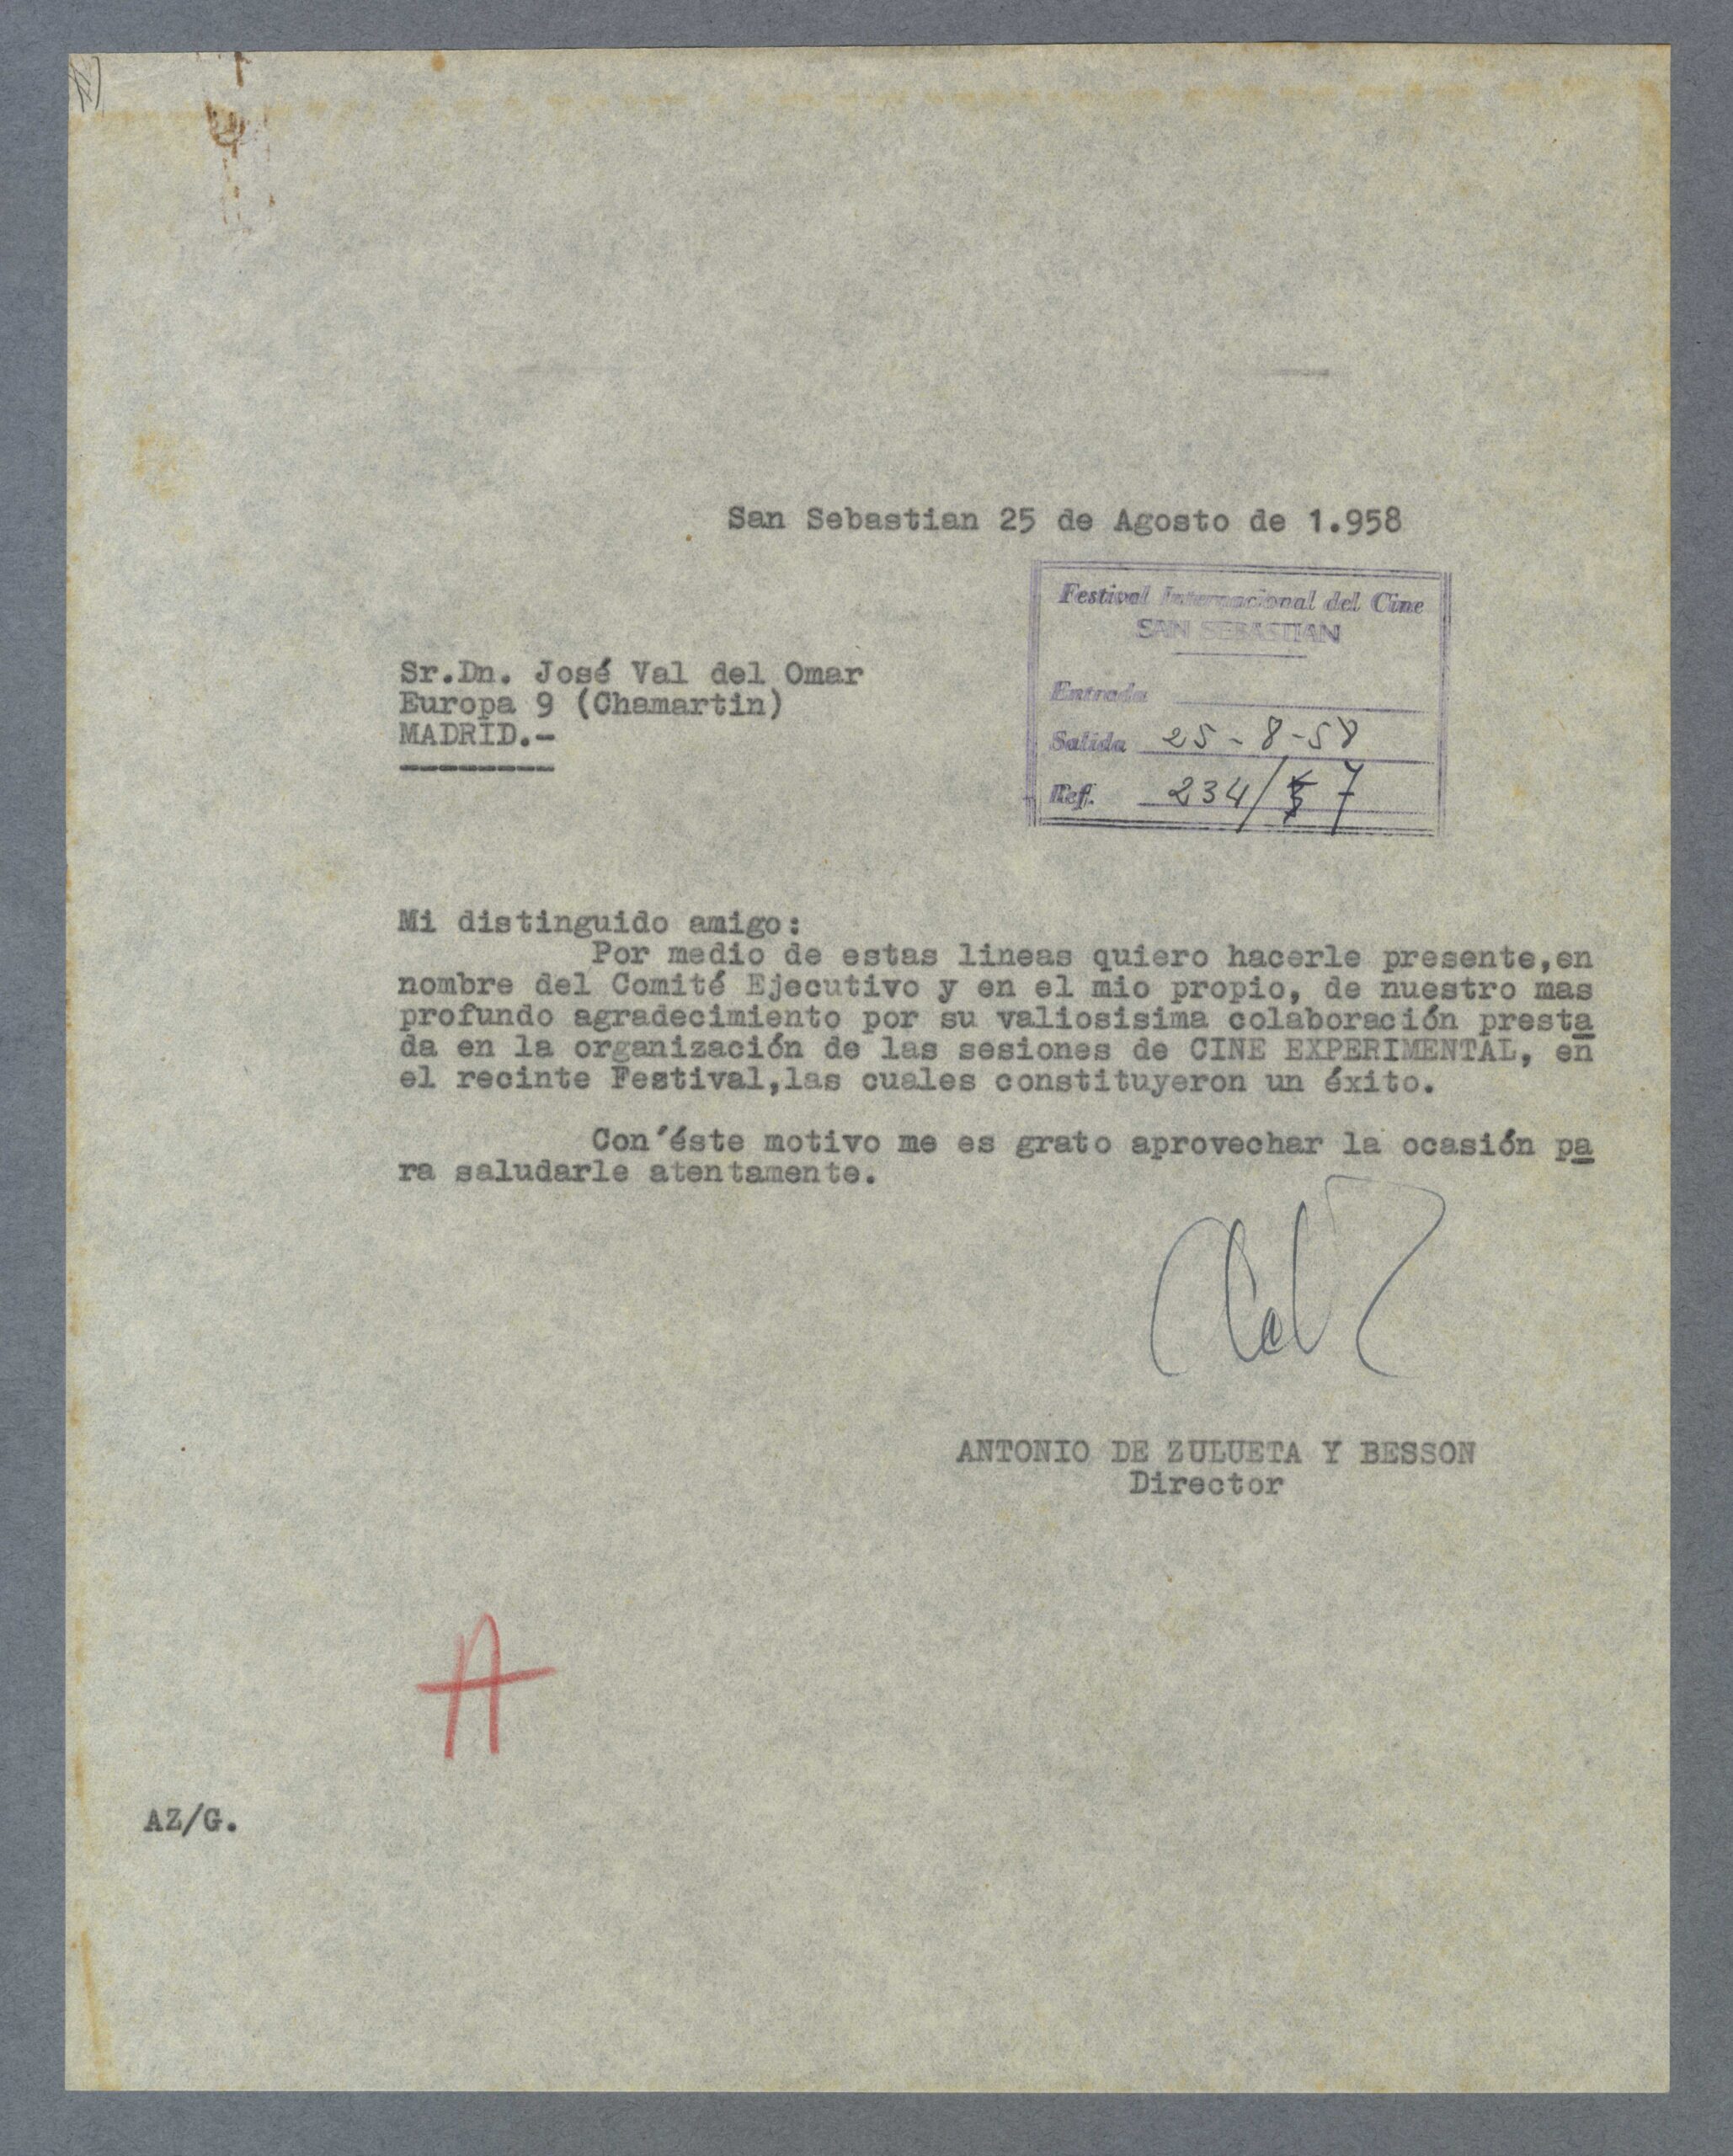 San Sebastian 25 de Agosto de 1.958
Festival Internacional del Cine
SAN SEBASTIAN
Entrada
Salida 25-8-58
Ref. 234/ 7
Sr.Dn. José Val del Omar
Europa 9 (Chamartin)
MADRID.-
Mi distinguido amigo:
Por medio de estas lineas quiero hacerle presente,en
nombre del Comité Ejecutivo y en el mio propio, de nuestro mas
profundo agradecimiento por su valiosisima colaboración presta
da en la organización de las sesiones de CINE EXPERIMENTAL, en
el recinte Festival,las cuales constituyeron un éxito.
Con´éste motivo me es grato aprovechar la ocasión pa
ra saludarle atentamente.
ANTONIO DE ZULUETA Y BESSON
Director
A
AZ/G.